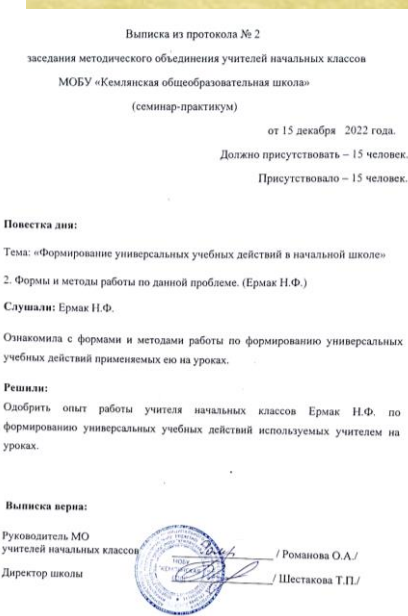 Выписка из протокола № 2
заседания методического объединения учителей начальных классов
МОБУ «Кемлянская общеобразовательная школа»
(семинар-практикум)
от 15 декабря 2022 года.
Должно присутствовать – 15 человек.
Присутствовало – 15 человек.
Повестка дня:
Тема: «Формирование универсальных учебных действий в начальной школе»
2. Формы и методы работы по данной проблеме. (Ермак Н.Ф.)
Слушали: Ермак Н.Ф.
Ознакомила с формами и методами работы по формированию универсальных
учебных действий применяемых ею на уроках.
Решили:
Одобрить опыт работы учителя начальных классов Ермак Н.Ф. по
формированию универсальных учебных действий используемых учителем на
уроках.
Выписка верна:
Руководитель МО
учителей начальных классов / Романова О.А./
Директор школы / Шестакова Т.П./